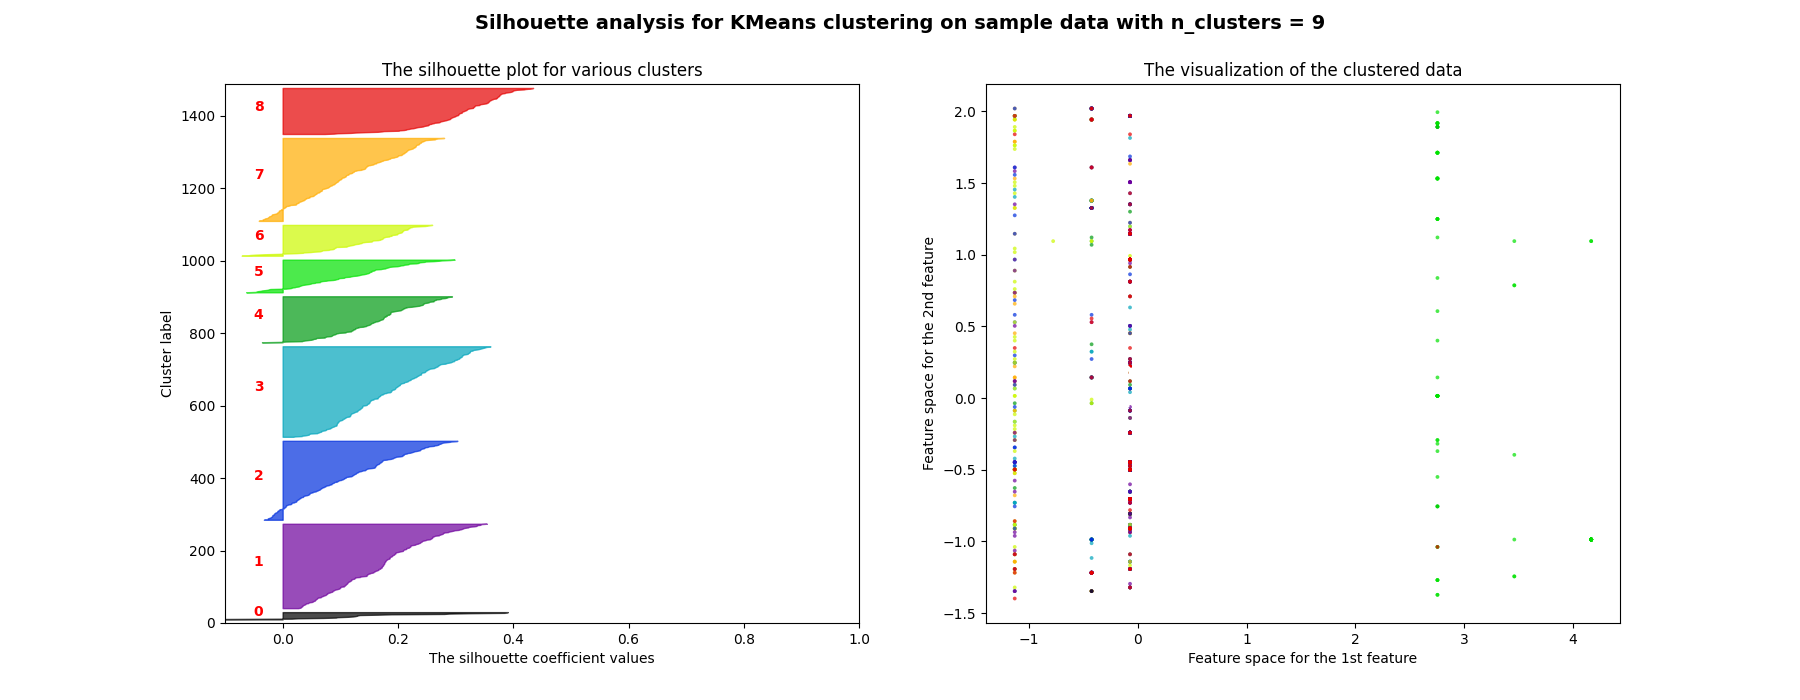 Silhouette analysis for KMeans clustering on sample data with n_clusters = 9
The silhouette plot for various clusters
Cluster label
1400
1200
1000
800
600
400
200
0
8
7
6
5
4
3
2
1
0
0.0 0.2 0.4 0.6 0.8 1.0
The silhouette coefficient values
The visualization of the clustered data
Feature space for the 2nd feature
2.0
1.5
1.0
0.5
0.0
−0.5
−1.0
−1.5
−1 0 1 2 3 4
Feature space for the 1st feature